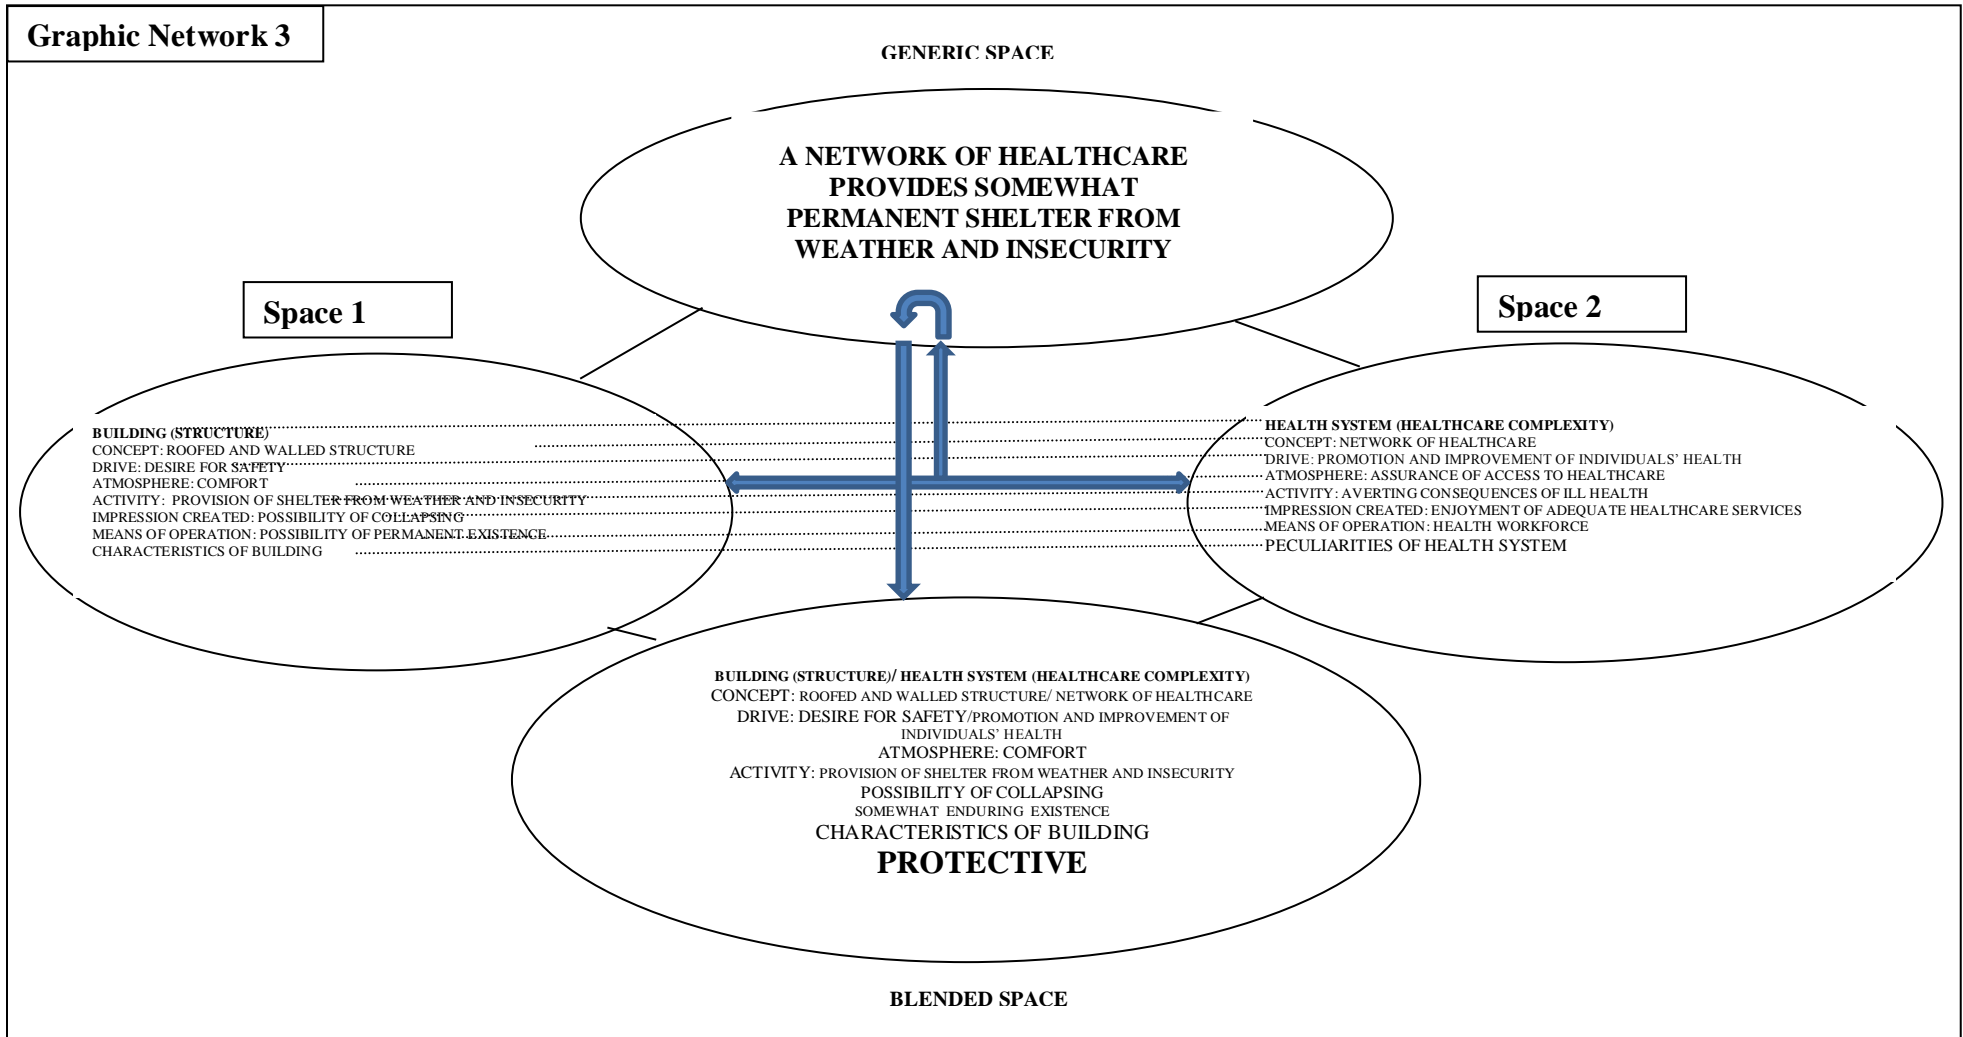 Graphic Network 3
GENERIC SPACE
A NETWORK OF HEALTHCARE
PROVIDES SOMEWHAT
PERMANENT SHELTER FROM
WEATHER AND INSECURITY
Space 1
Space 2
BUILDING (STRUCTURE)
CONCEPT: ROOFED AND WALLED STRUCTURE
DRIVE: DESIRE FOR SAFETY
ATMOSPHERE: COMFORT
ACTIVITY: PROVISION OF SHELTER FROM WEATHER AND INSECURITY
IMPRESSION CREATED: POSSIBILITY OF COLLAPSING
MEANS OF OPERATION: POSSIBILITY OF PERMANENT EXISTENCE
CHARACTERISTICS OF BUILDING
HEALTH SYSTEM (HEALTHCARE COMPLEXITY)
CONCEPT: NETWORK OF HEALTHCARE
DRIVE: PROMOTION AND IMPROVEMENT OF INDIVIDUALS' HEALTH
ATMOSPHERE: ASSURANCE OF ACCESS TO HEALTHCARE
ACTIVITY: AVERTING CONSEQUENCES OF ILL HEALTH
IMPRESSION CREATED: ENJOYMENT OF ADEQUATE HEALTHCARE SERVICES
MEANS OF OPERATION: HEALTH WORKFORCE
PECULIARITIES OF HEALTH SYSTEM
BUILDING (STRUCTURE)/ HEALTH SYSTEM (HEALTHCARE COMPLEXITY)
CONCEPT: ROOFED AND WALLED STRUCTURE/ NETWORK OF HEALTHCARE
DRIVE: DESIRE FOR SAFETY/PROMOTION AND IMPROVEMENT OF
INDIVIDUALS' HEALTH
ATMOSPHERE: COMFORT
ACTIVITY: PROVISION OF SHELTER FROM WEATHER AND INSECURITY
POSSIBILITY OF COLLAPSING
SOMEWHAT ENDURING EXISTENCE
CHARACTERISTICS OF BUILDING
PROTECTIVE
BLENDED SPACE